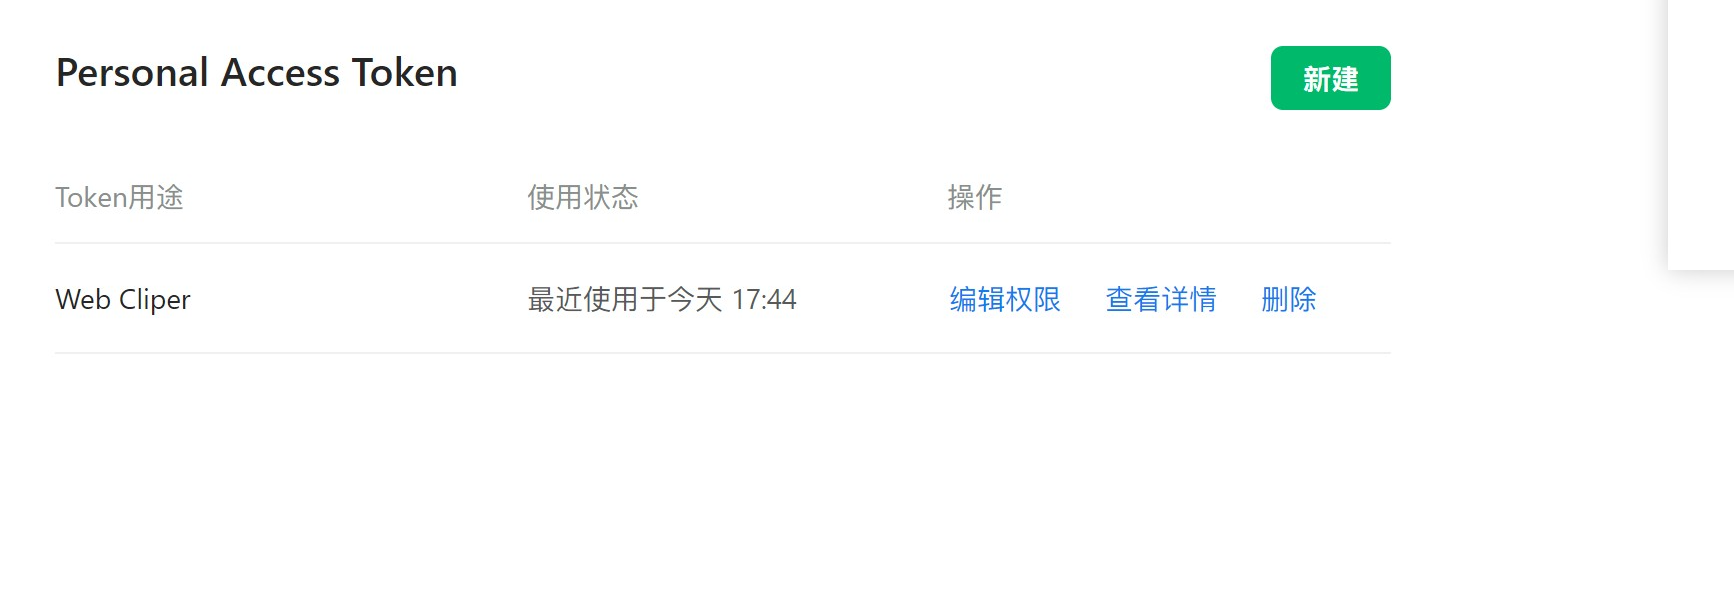 Personal Access Token
新建
Token用途 使用状态 操作
Web Cliper 最近使用于今天 17:44 编辑权限 查看详情 删除